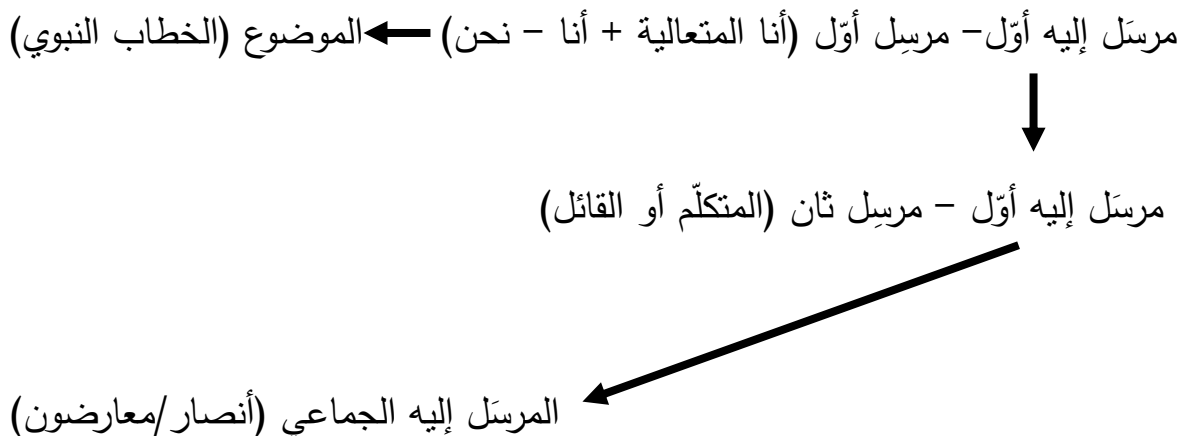 مرسَل إليه أوّل– مرسِل أوّل (أنا المتعالية + أنا – نحن) الموضوع (الخطاب النبوي)
مرسَل إليه أوّل – مرسِل ثان (المتكلّم أو القائل)
المرسَل إليه الجماعي (أنصار/معارضون)